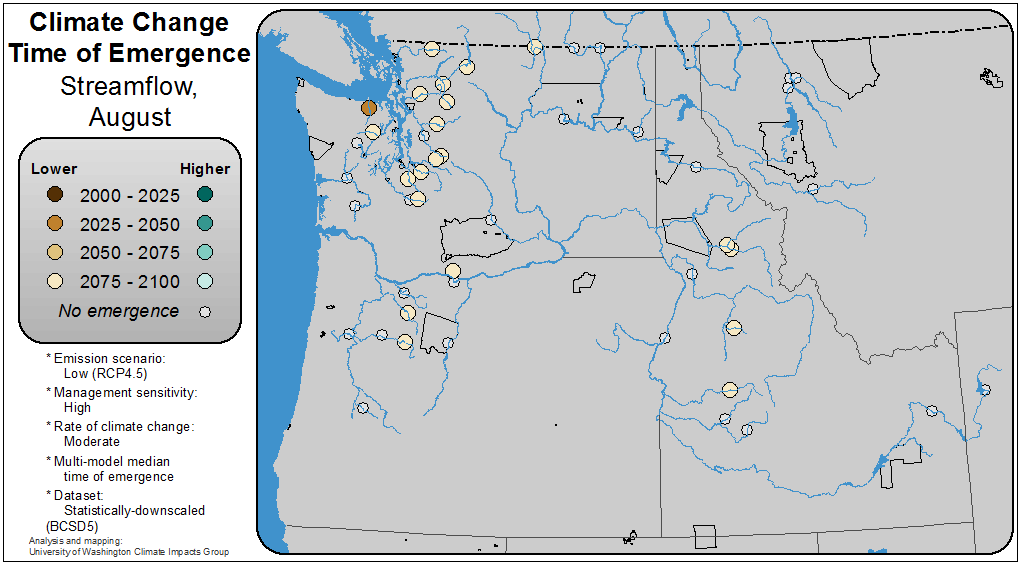 Climate Change
Time of Emergence
Streamflow,
August
Lower Higher
2000 - 2025
2025 - 2050
2050 - 2075
2075 - 2100
No emergence
* Emission scenario:
Low (RCP4.5)
* Management sensitivity:
High
* Rate of climate change:
Moderate
* Multi-model median
time of emergence
* Dataset:
Statistically-downscaled
(BCSD5)
Analysis and mapping:
University of Washington Climate Impacts Group